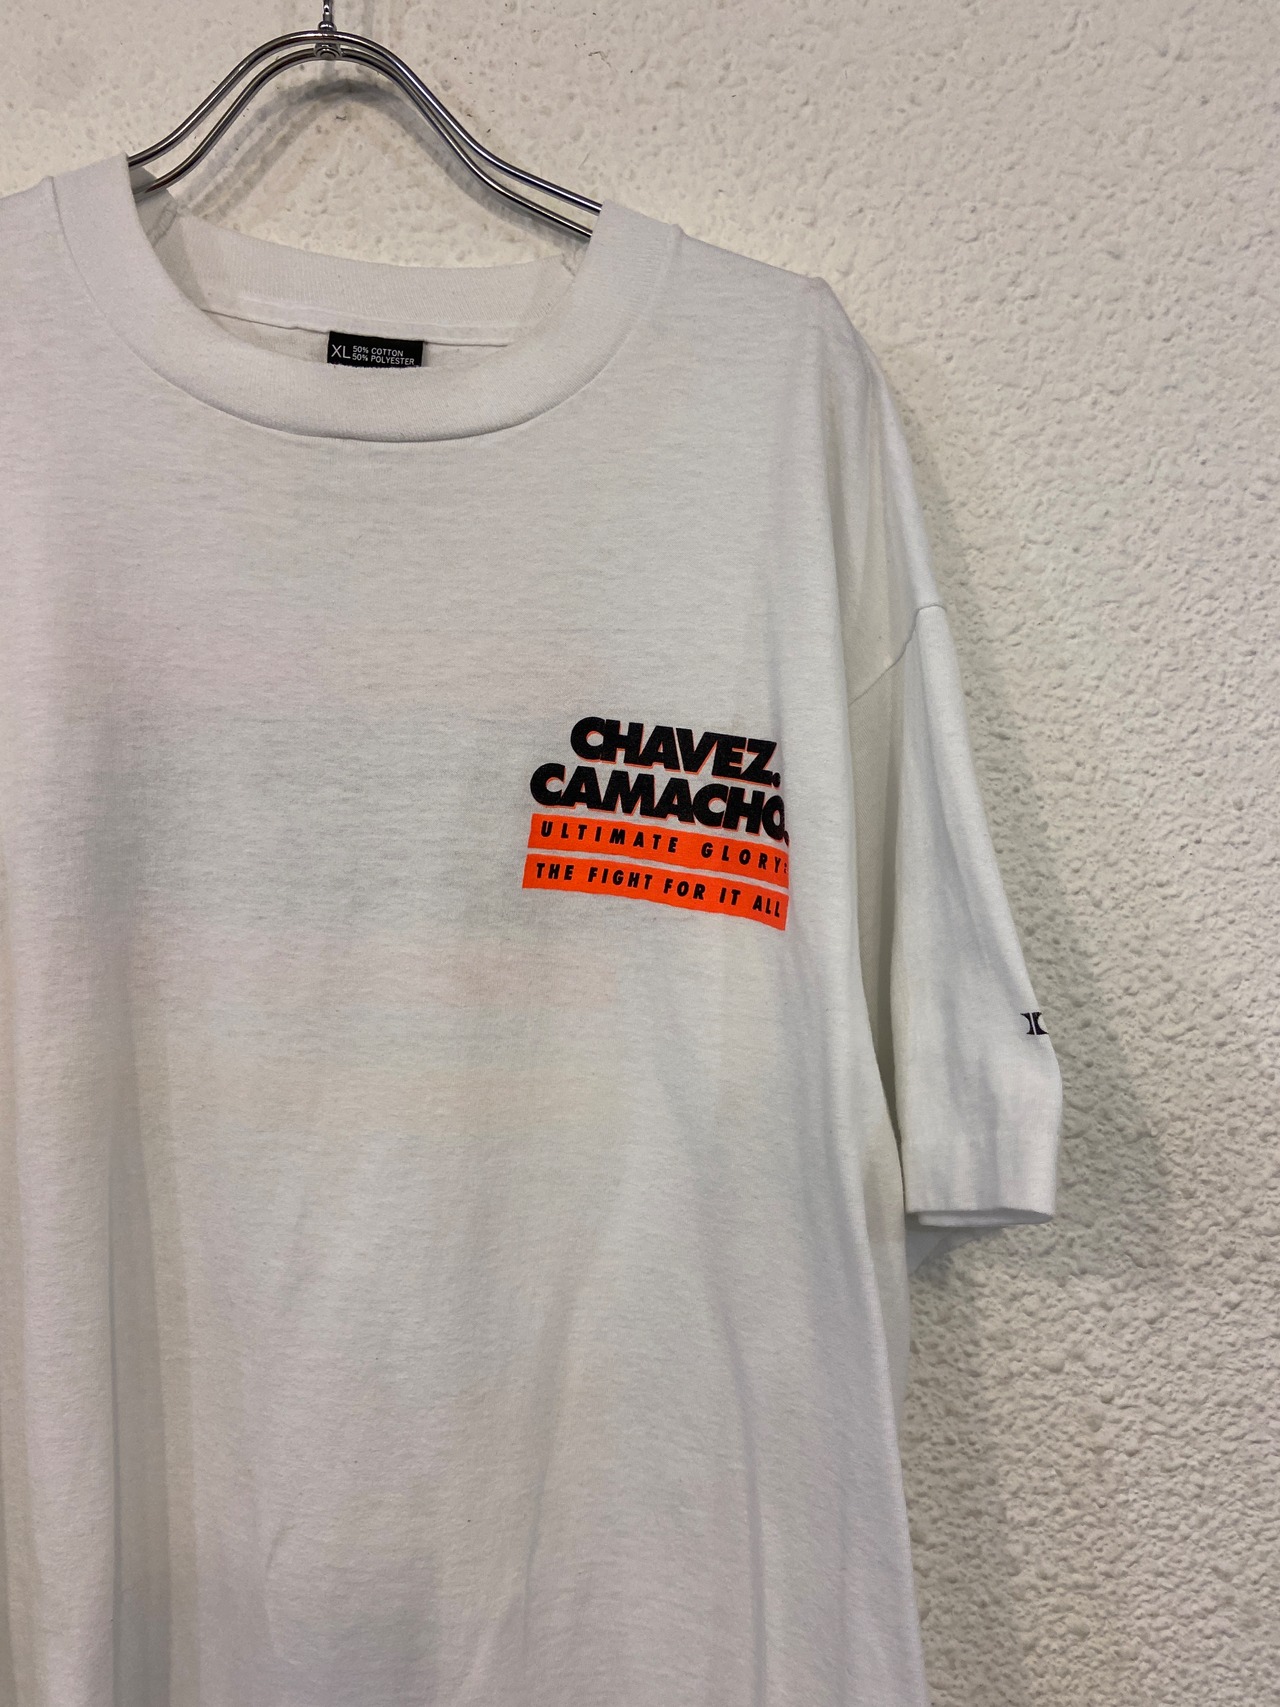 XL 50% COTTON
50% POLYESTER
CHAVEZ.
CAMACHO.
ULTIMATE GLORY:
THE FIGHT FOR IT ALL